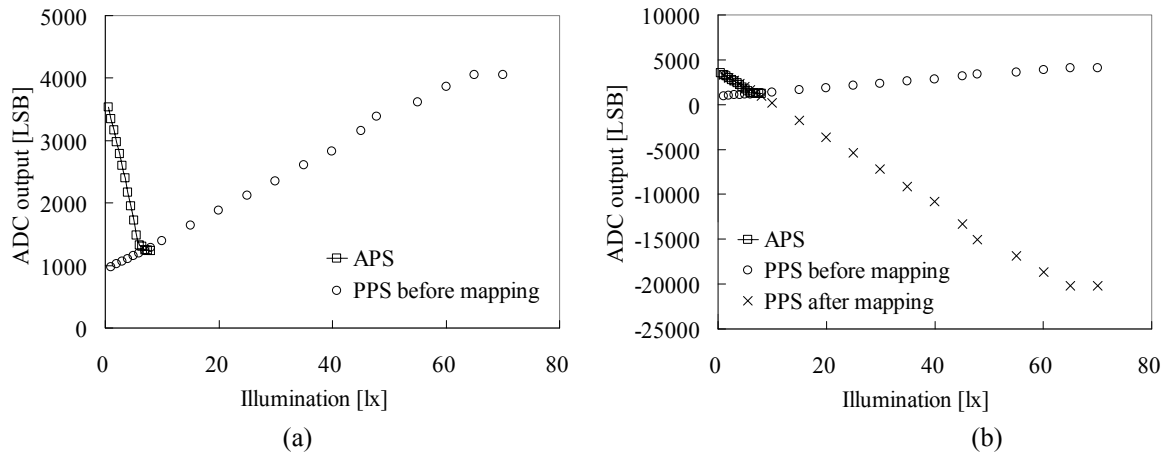 5000
4000
3000
2000
1000
0
ADC output [LSB]
APS
PPS before mapping
0 20 40 60 80
Illumination [lx]
(a)
10000
5000
0
-5000
-10000
-15000
-20000
-25000
ADC output [LSB]
APS
PPS before mapping
PPS after mapping
0 20 40 60 80
Illumination [lx]
(b)